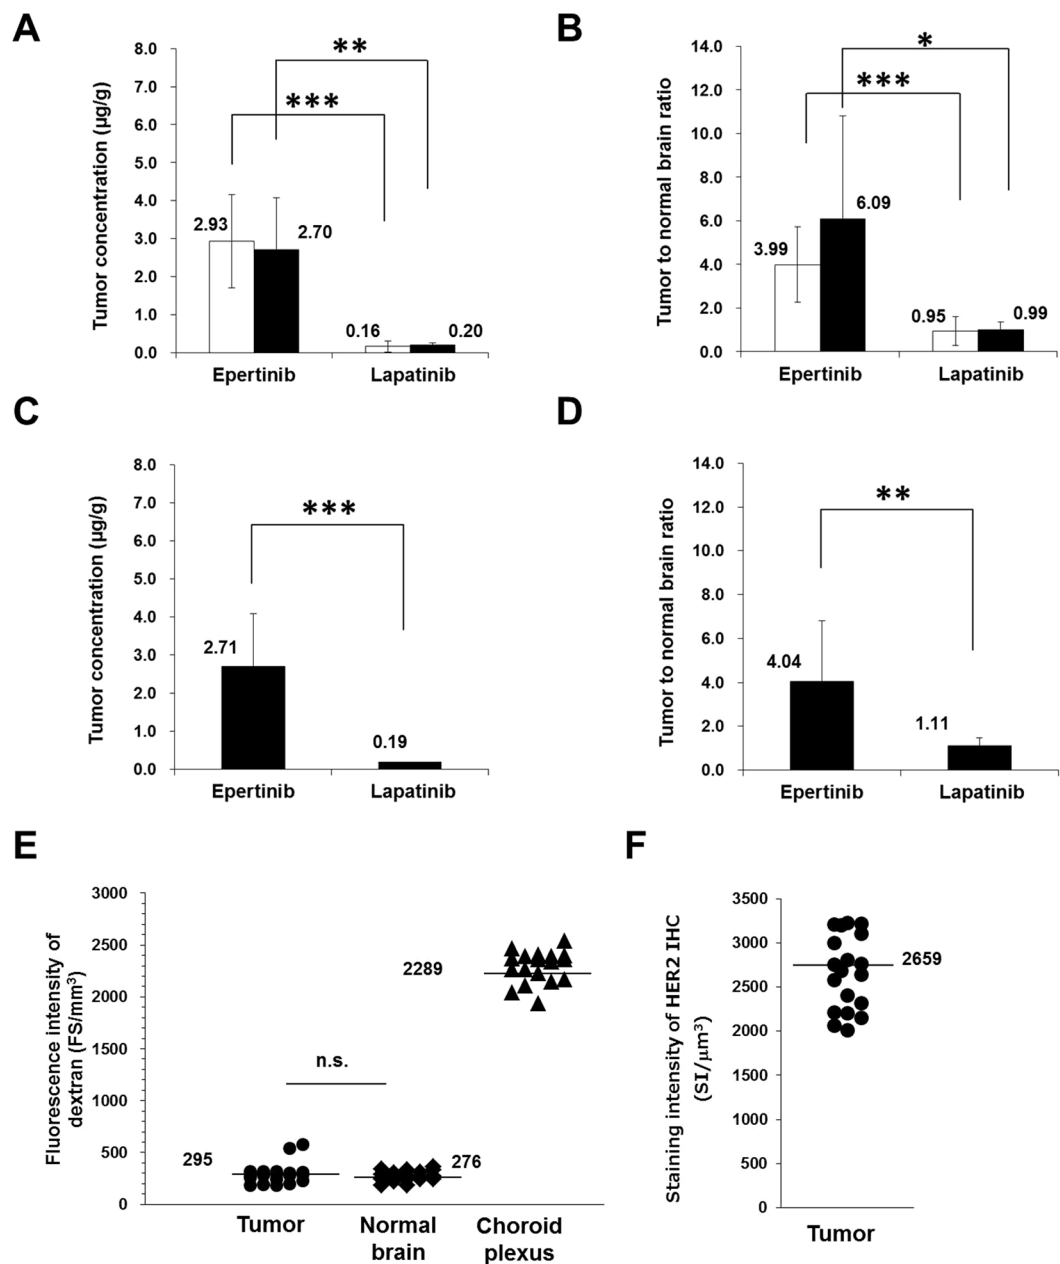 A
Tumor concentration (μg/g)
8.0
7.0
6.0
5.0
4.0
3.0
2.0
1.0
0.0
**
***
2.93
2.70
0.16
0.20
Epertinib
Lapatinib
B
Tumor to normal brain ratio
14.0
12.0
10.0
8.0
6.0
4.0
2.0
0.0
*
***
3.99
6.09
0.95
0.99
Epertinib
Lapatinib
C
Tumor concentration (μg/g)
8.0
7.0
6.0
5.0
4.0
3.0
2.0
1.0
0.0
***
2.71
0.19
Epertinib
Lapatinib
D
Tumor to normal brain ratio
14.0
12.0
10.0
8.0
6.0
4.0
2.0
0.0
**
4.04
1.11
Epertinib
Lapatinib
E
Fluorescence intensity of
dextran (FS/mm³)
3000
2500
2000
1500
1000
500
0
295
n.s.
276
2289
Tumor
Normal
brain
Choroid
plexus
F
Staining intensity of HER2 IHC
(SI/μm³)
3500
3000
2500
2000
1500
1000
500
0
2659
Tumor